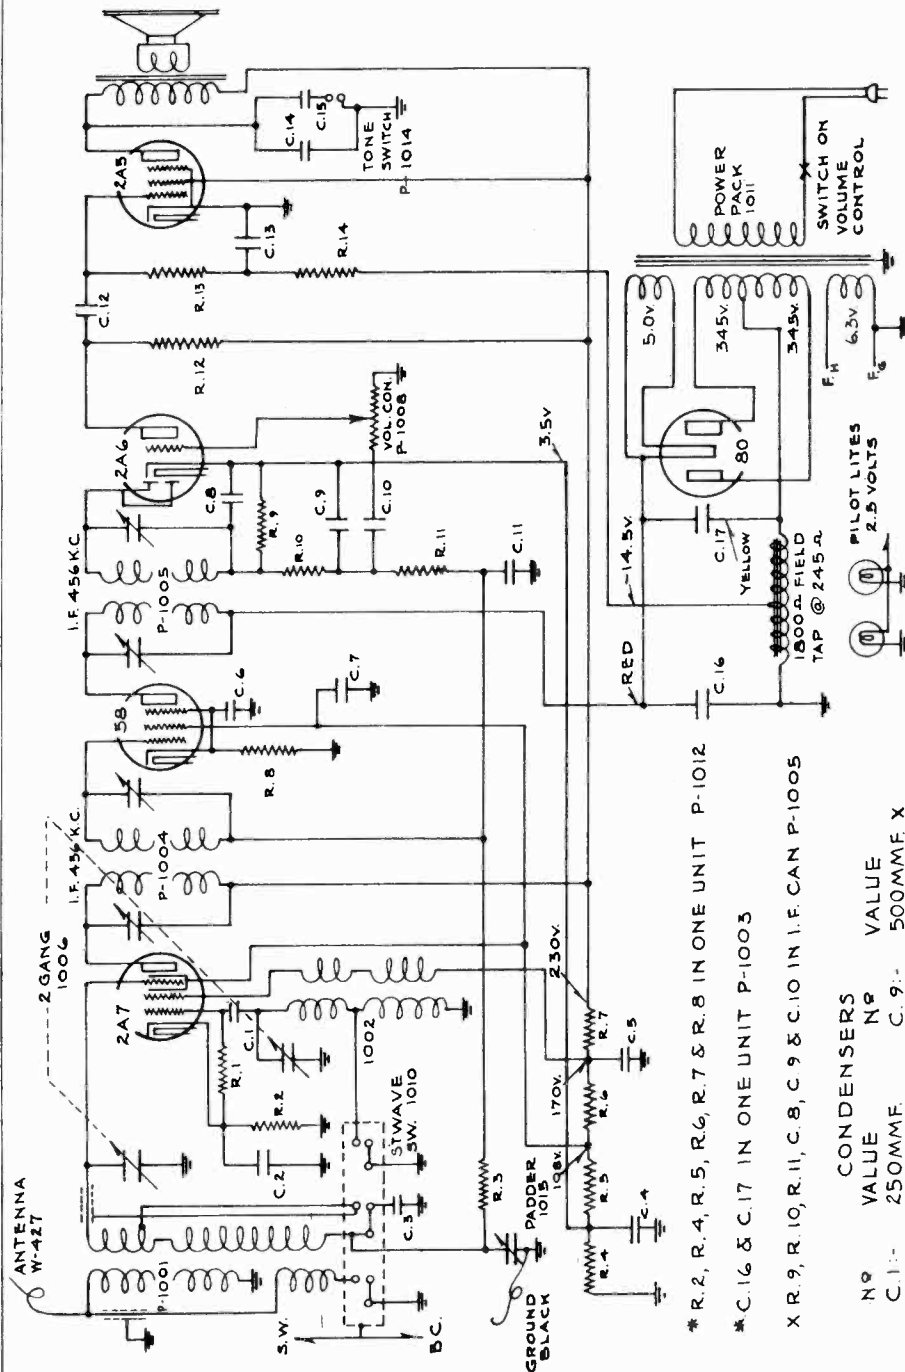 ANTENNA
W-427
2 GANG
1006
2A7
I.F. 456 K.C.
P-1004
58
I.F. 456 K.C.
P-1005
2A6
C.12
2A5
P-1001
S.W.
B.C.
C.2
R.1
R.2
C.1
1002
C.3
ST WAVE
SW. 1010
R.3
PADDER
1015
GROUND
BLACK
R.8
C.6
C.7
C.8
R.9
R.10
C.9
C.10
R.11
C.11
VOL. CON.
P-1008
R.12
R.13
C.13
R.14
C.14
C.15
TONE
SWITCH
P-1014
R.4
C.4
R.5
108V.
R.6
170V.
C.5
R.7
230V.
3.5V
-14.5V.
RED
C.16
C.17
YELLOW
1800Ω FIELD
TAP @ 245Ω
80
5.0V.
345V.
345V.
6.3V.
F.H
F.G
POWER
PACK
1011
SWITCH ON
VOLUME
CONTROL
PILOT LITES
2.5 VOLTS
* R.2, R.4, R.5, R.6, R.7 & R.8 IN ONE UNIT P-1012
* C.16 & C.17 IN ONE UNIT P-1003
X R.9, R.10, R.11, C.8, C.9 & C.10 IN I.F. CAN P-1005
CONDENSERS
Nº VALUE Nº VALUE
C.1:- 250MMF. C.9:- 500MMF. X